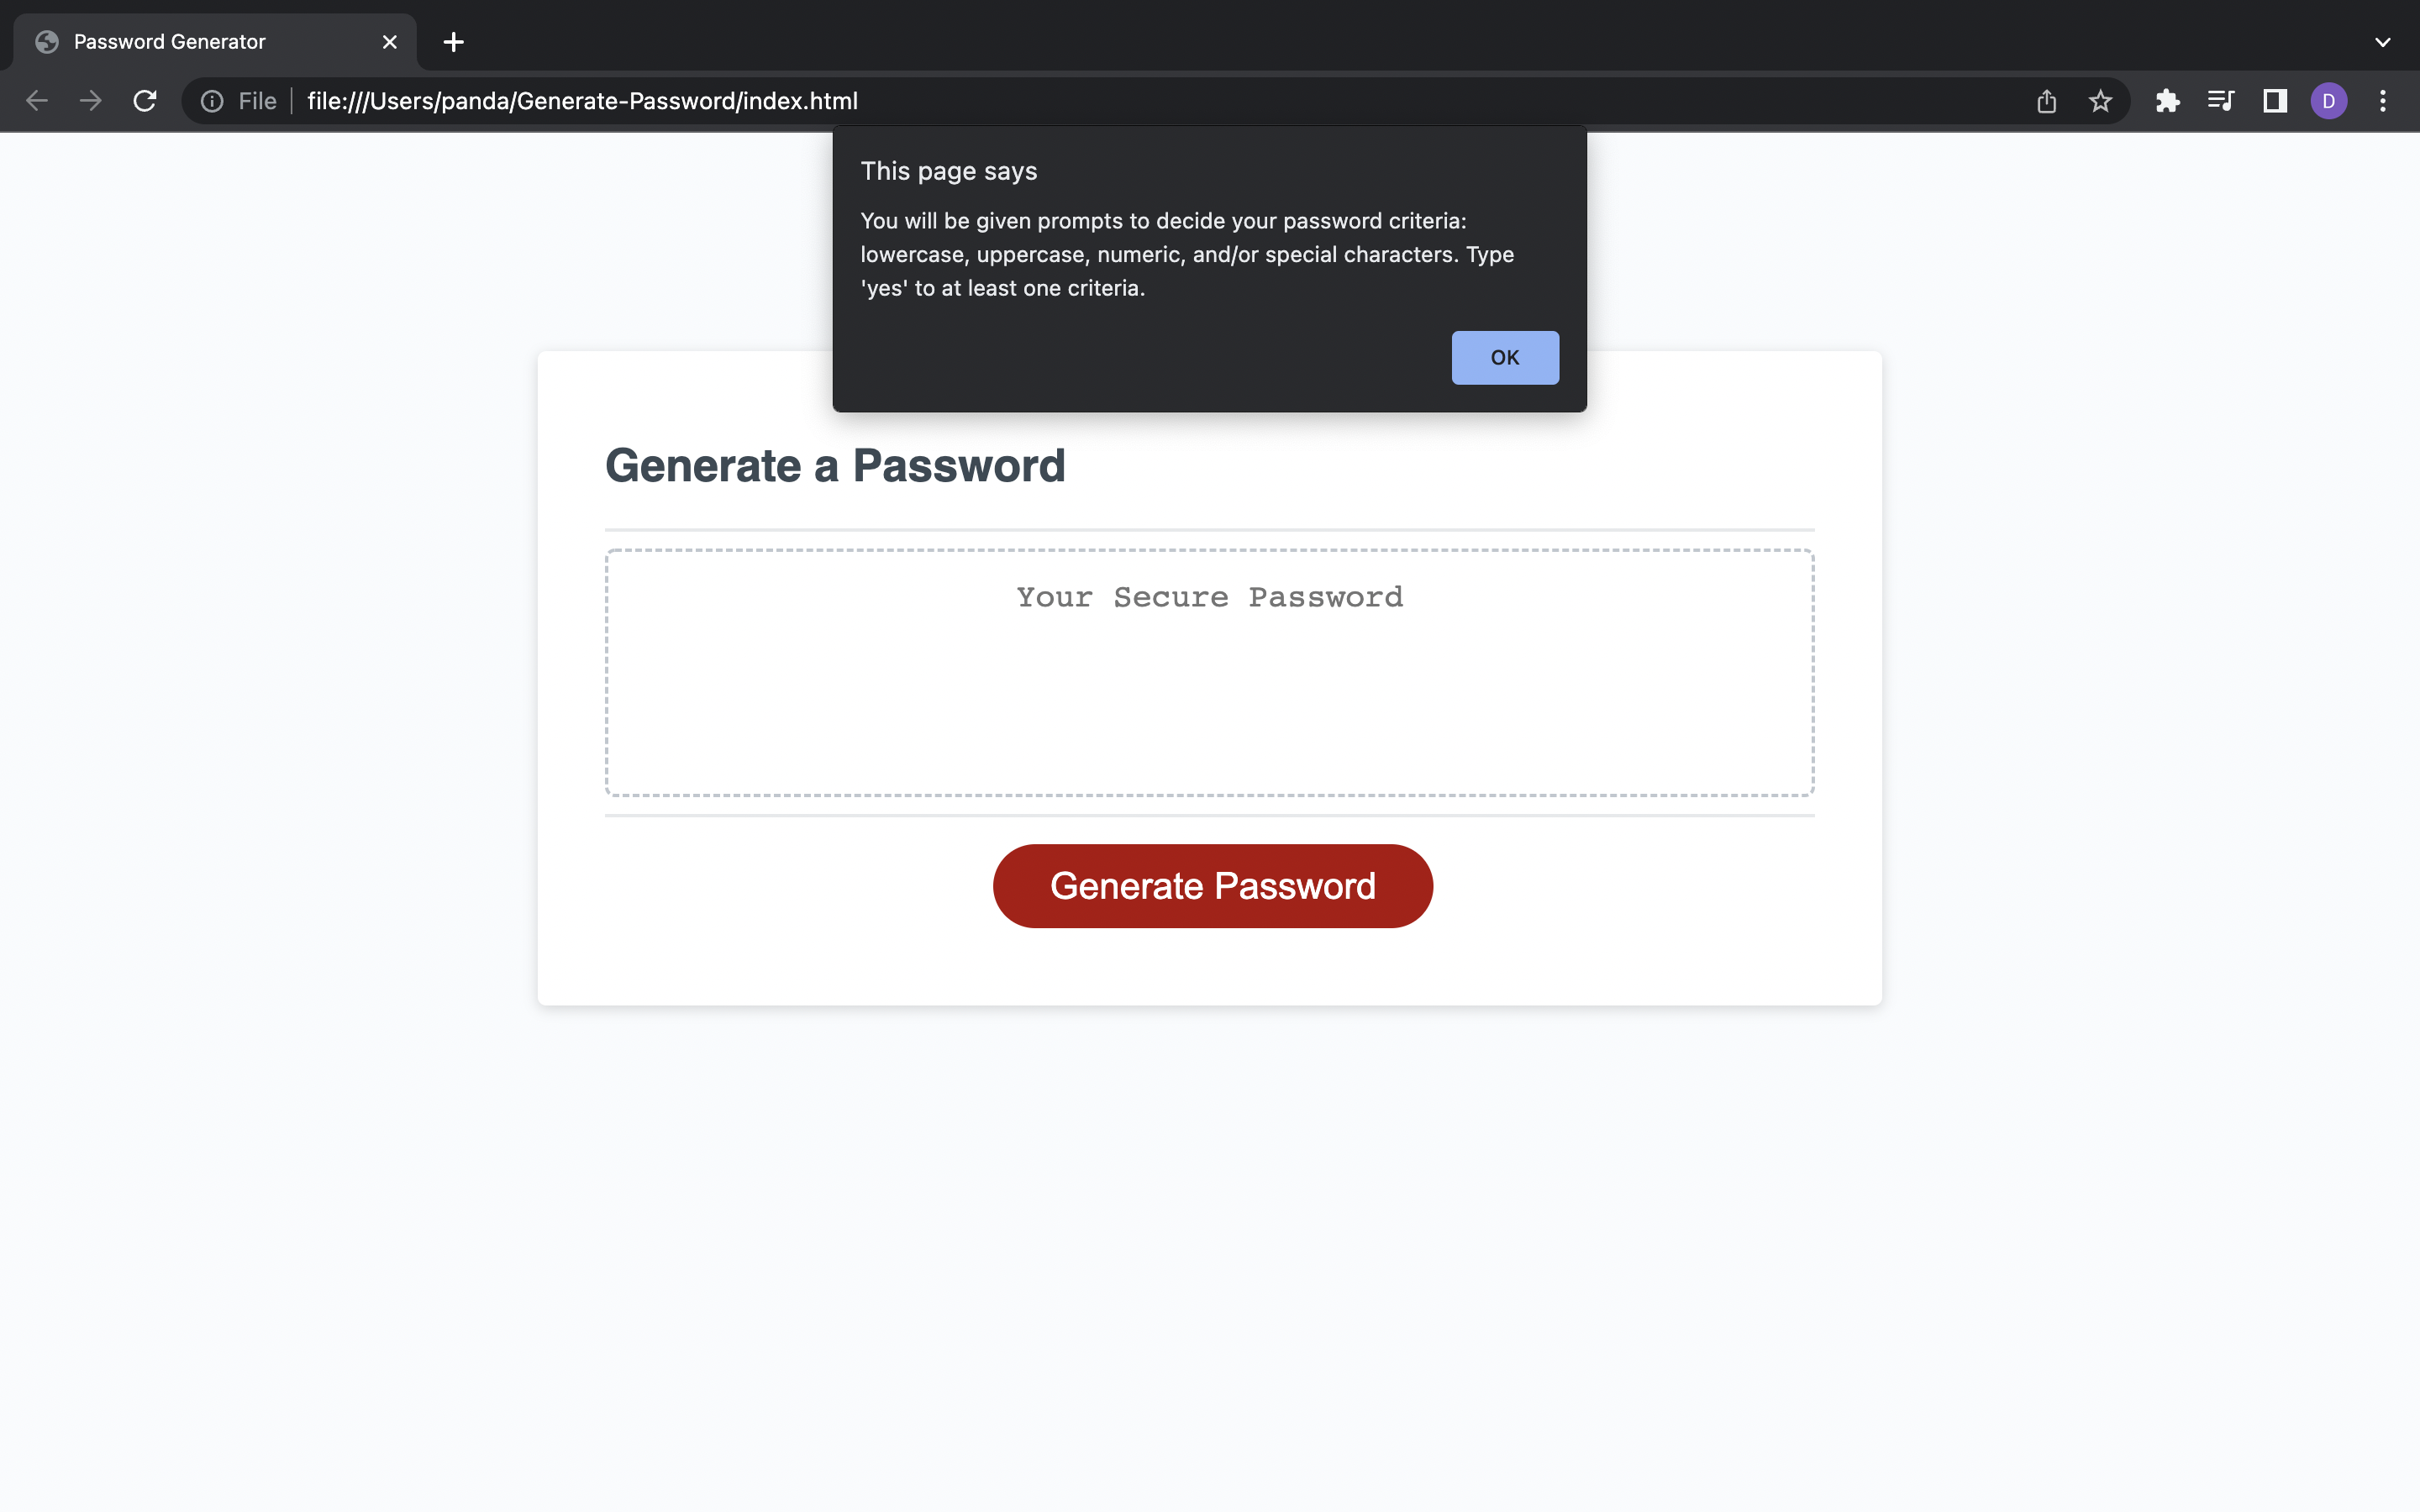 Password Generator
File file:///Users/panda/Generate-Password/index.html
D
This page says
You will be given prompts to decide your password criteria:
lowercase, uppercase, numeric, and/or special characters. Type
'yes' to at least one criteria.
OK
Generate a Password
Your Secure Password
Generate Password